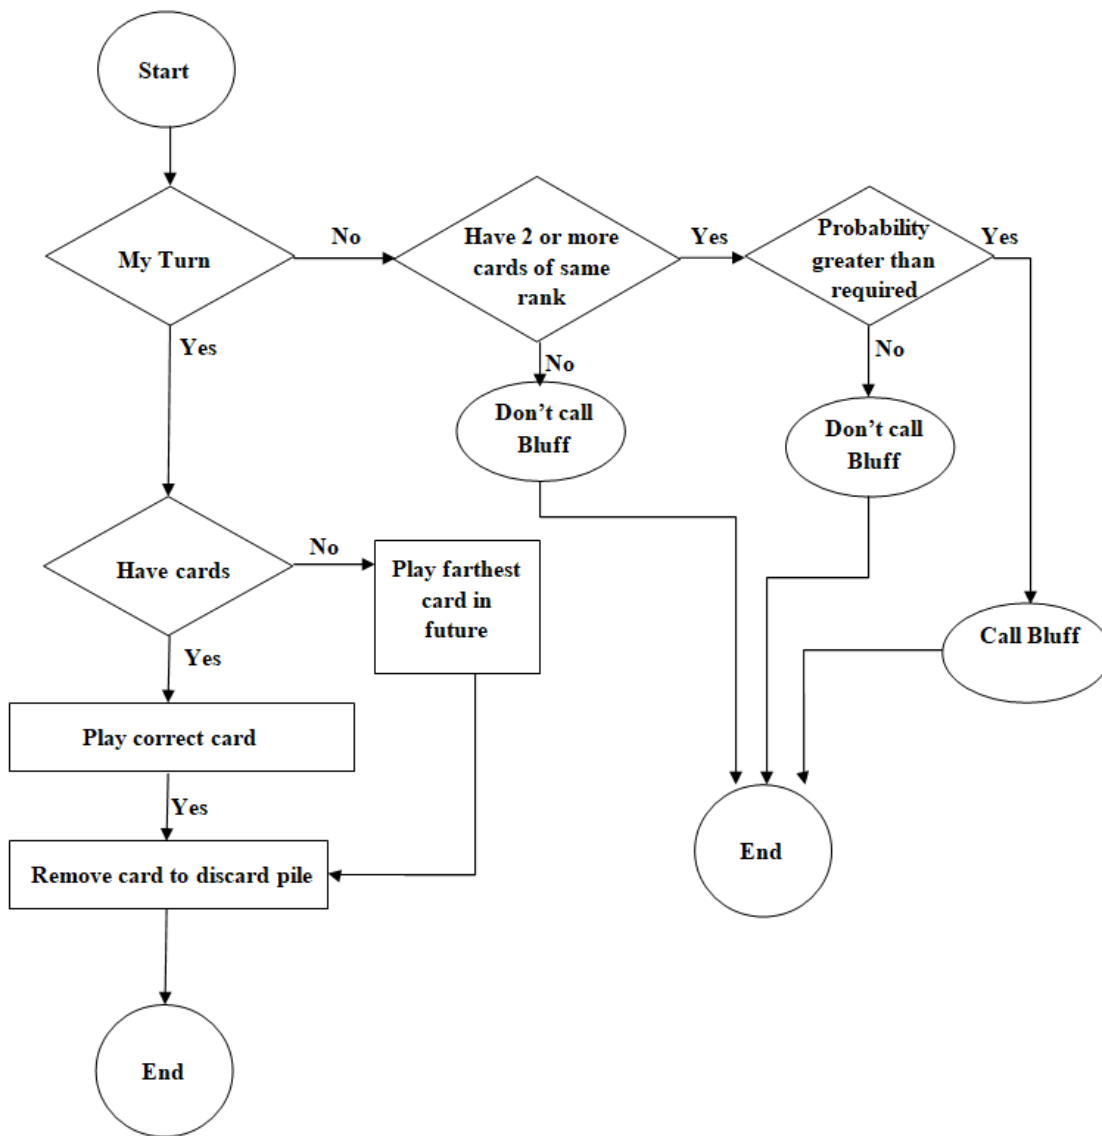 Start
My Turn
No
Have 2 or more
cards of same
rank
Yes
Probability
greater than
required
Yes
Yes
No
Don’t call
Bluff
No
Don’t call
Bluff
Have cards
No
Play farthest
card in
future
Call Bluff
Yes
Play correct card
Yes
Remove card to discard pile
End
End